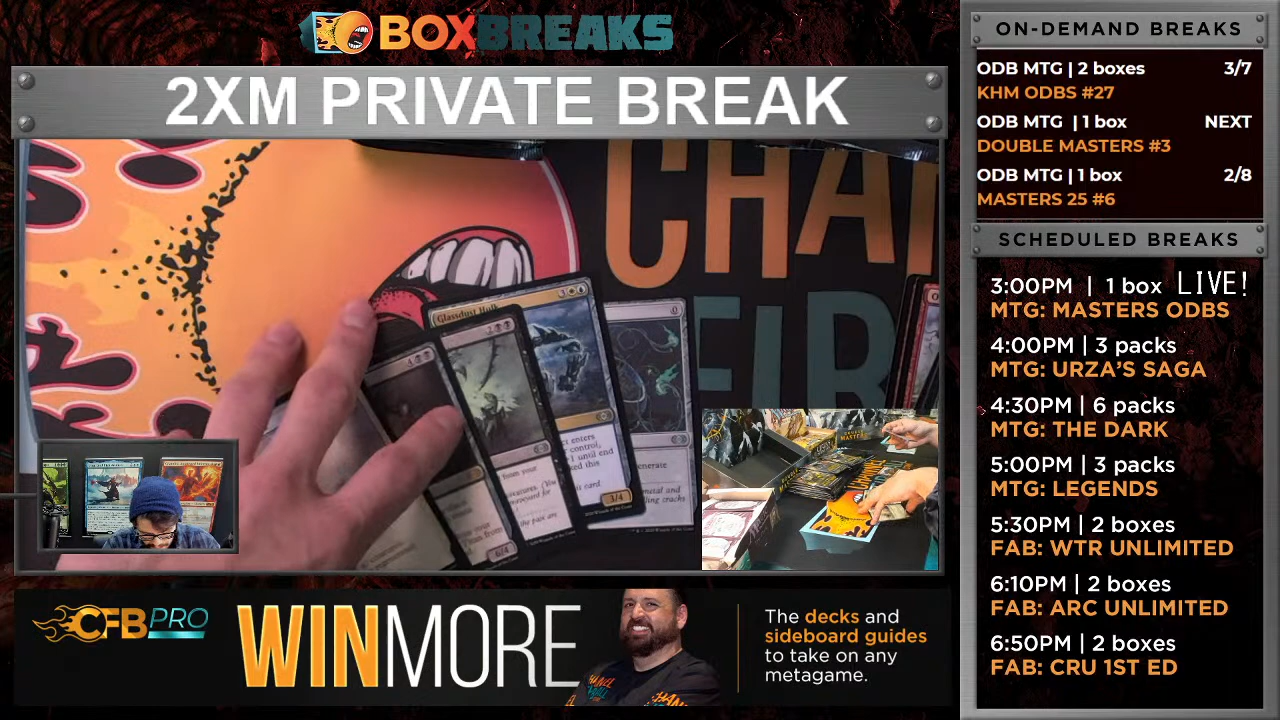 BOXBREAKS
2XM PRIVATE BREAK
CHA
FIR
Glassdust Hulk
3/4
6/4
CFBPRO
WINMORE
The decks and
sideboard guides
to take on any
metagame.
ON-DEMAND BREAKS
ODB MTG | 2 boxes 3/7
KHM ODBS #27
ODB MTG | 1 box NEXT
DOUBLE MASTERS #3
ODB MTG | 1 box 2/8
MASTERS 25 #6
SCHEDULED BREAKS
3:00PM | 1 box LIVE!
MTG: MASTERS ODBS
4:00PM | 3 packs
MTG: URZA'S SAGA
4:30PM | 6 packs
MTG: THE DARK
5:00PM | 3 packs
MTG: LEGENDS
5:30PM | 2 boxes
FAB: WTR UNLIMITED
6:10PM | 2 boxes
FAB: ARC UNLIMITED
6:50PM | 2 boxes
FAB: CRU 1ST ED